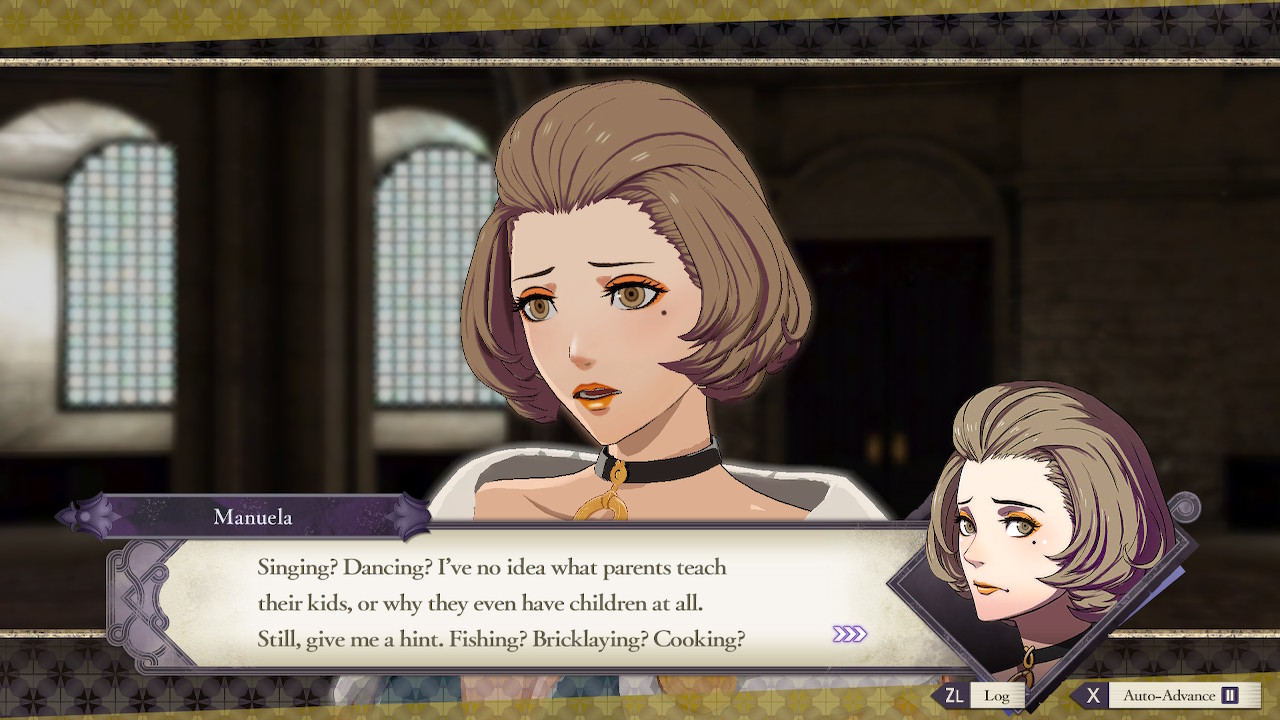 Manuela
Singing? Dancing? I've no idea what parents teach
their kids, or why they even have children at all.
Still, give me a hint. Fishing? Bricklaying? Cooking?
ZL Log
X Auto-Advance